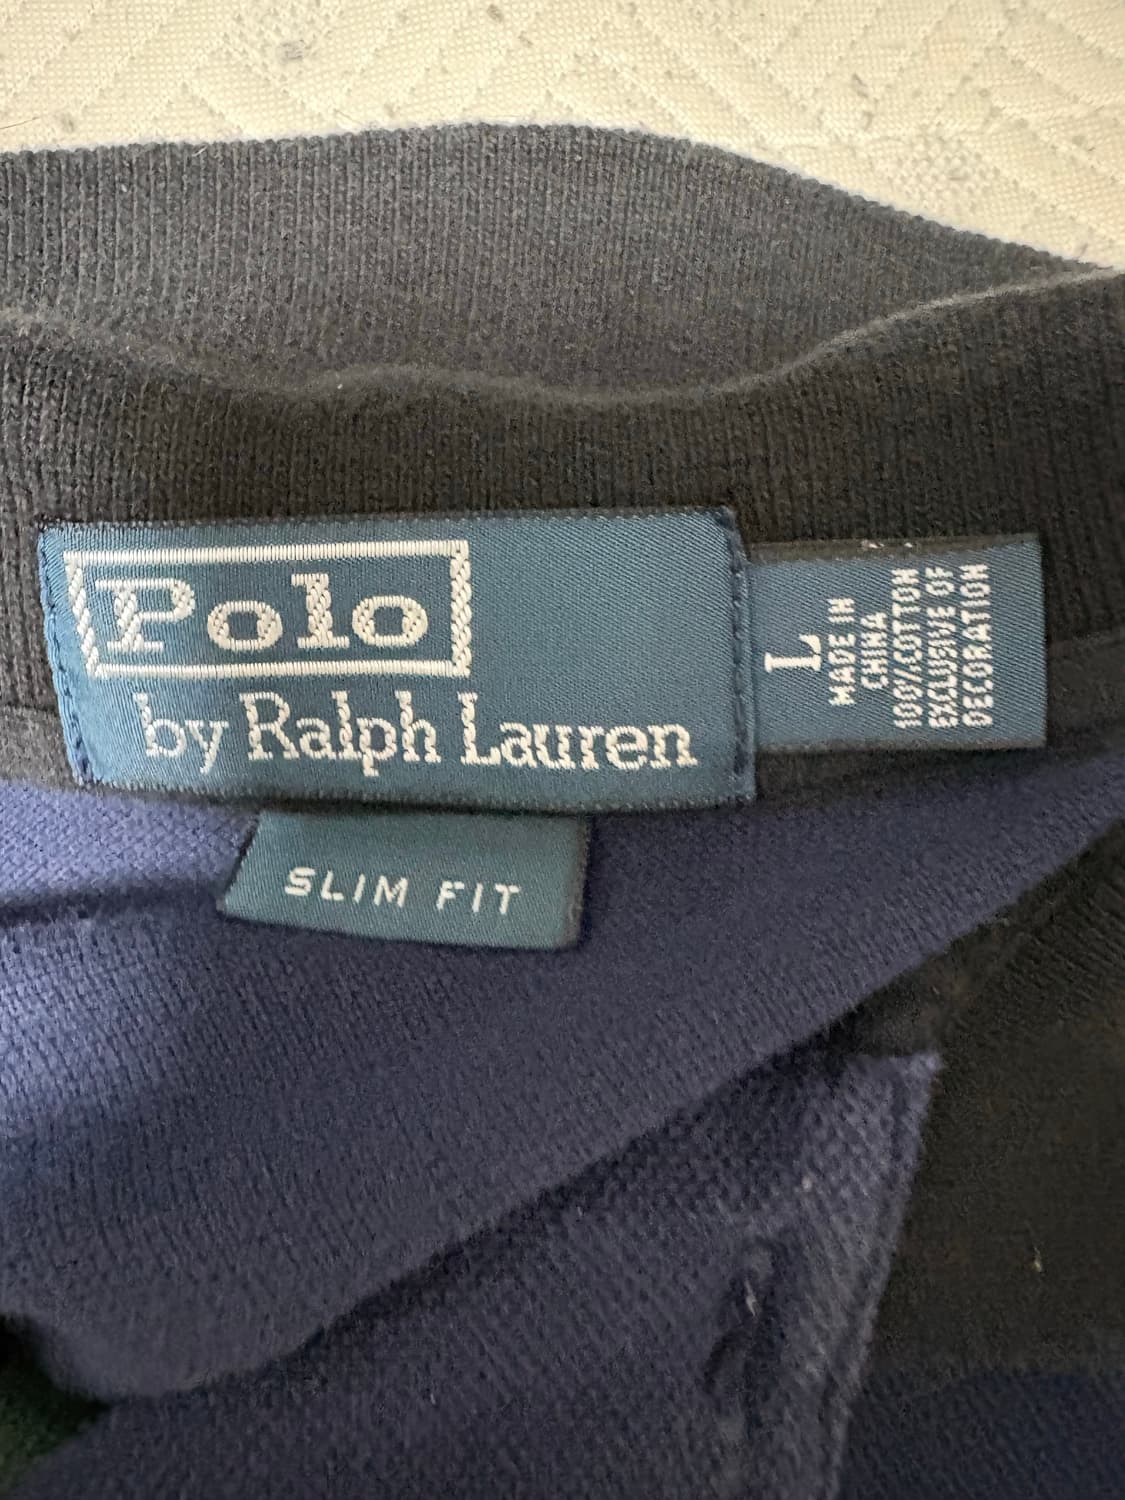 Polo
by Ralph Lauren
L
MADE IN
CHINA
100%COTTON
EXCLUSIVE OF
DECORATION
SLIM FIT